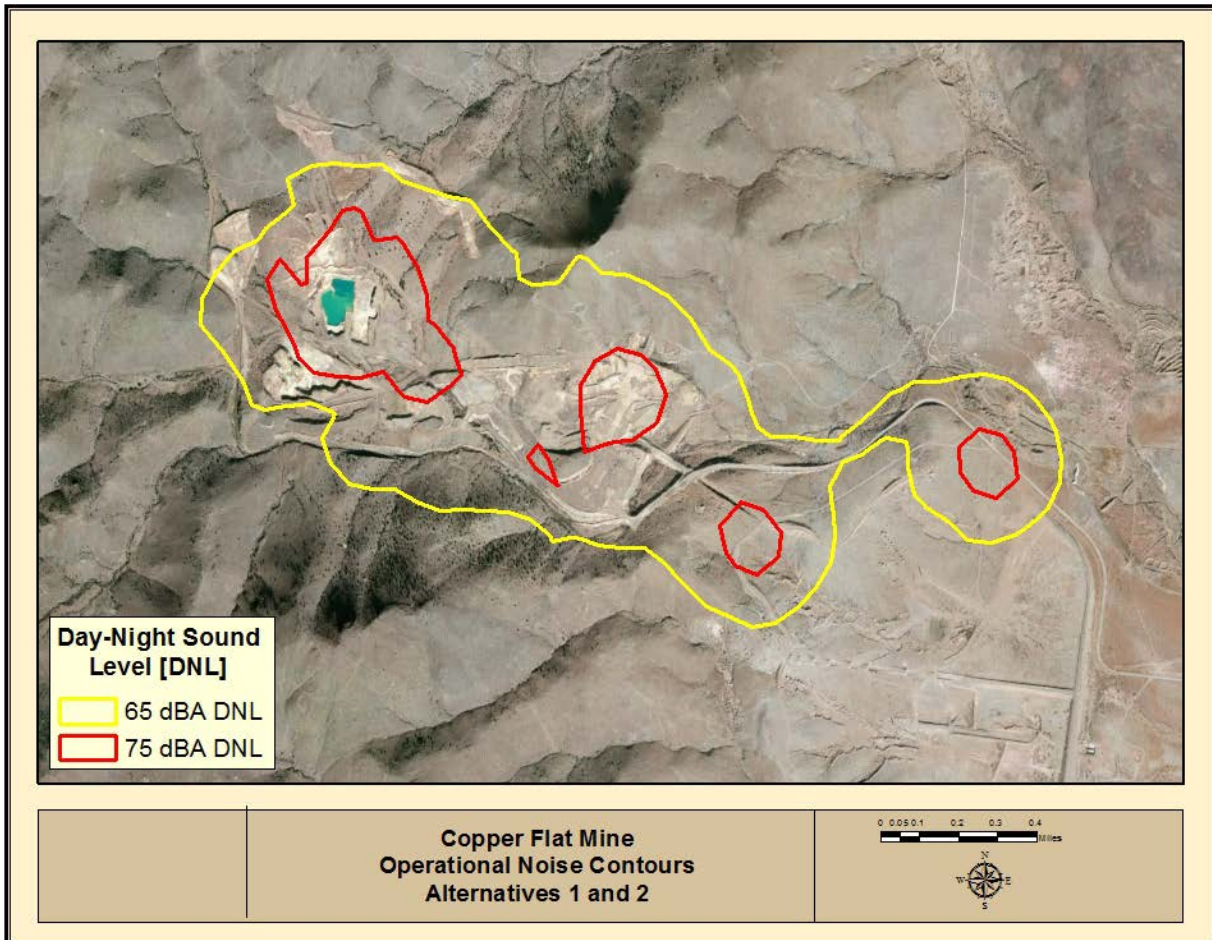 Day-Night Sound
Level [DNL]
65 dBA DNL
75 dBA DNL
Copper Flat Mine
Operational Noise Contours
Alternatives 1 and 2
0 0.05 0.1 0.2 0.3 0.4
Miles
N
W E
S